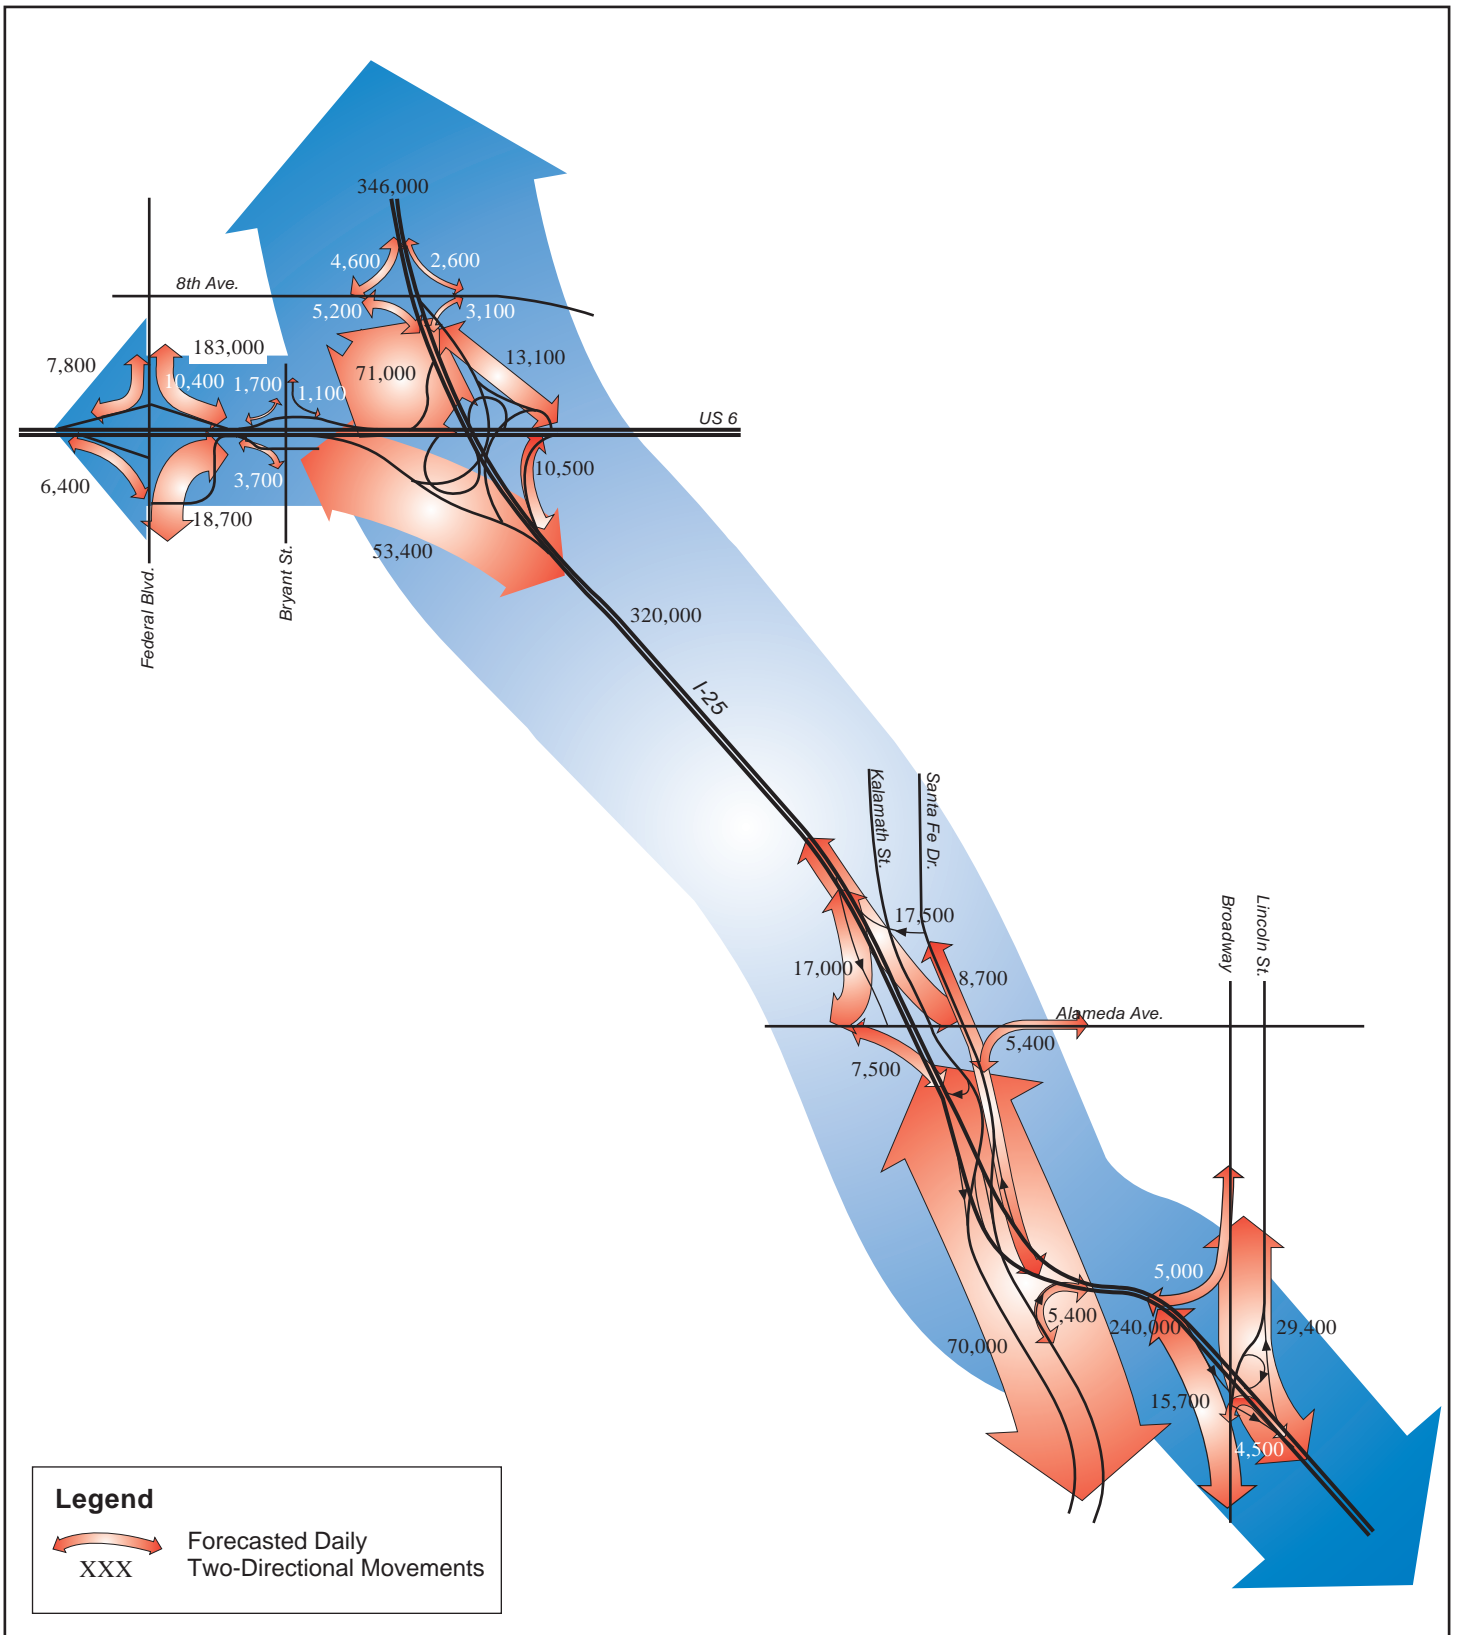 346,000
4,600
2,600
8th Ave.
5,200
3,100
183,000
7,800
10,400
1,700
1,100
71,000
13,100
US 6
6,400
3,700
10,500
18,700
53,400
Federal Blvd.
Bryant St.
320,000
I-25
Kalamath St.
Santa Fe Dr.
17,500
17,000
8,700
Broadway
Lincoln St.
Alameda Ave.
5,400
7,500
5,000
5,400
240,000
29,400
70,000
15,700
4,500
Legend
XXX
Forecasted Daily
Two-Directional Movements